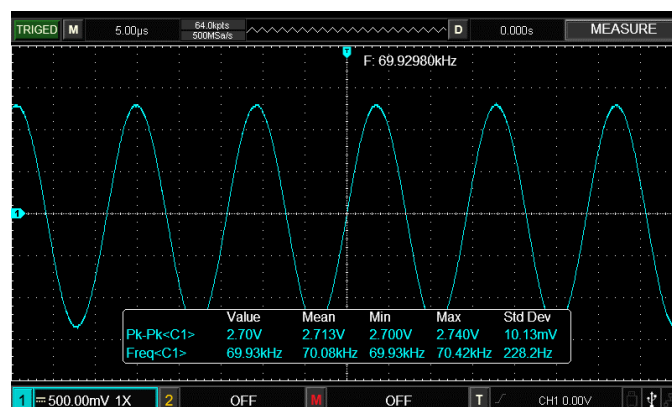 TRIGED M 5.00μs 64.0kpts 500MSa/s D 0.000s MEASURE
T
F: 69.92980kHz
1
Value Mean Min Max Std Dev
Pk-Pk<C1> 2.70V 2.713V 2.700V 2.740V 10.13mV
Freq<C1> 69.93kHz 70.08kHz 69.93kHz 70.42kHz 228.2Hz
1 500.00mV 1X 2 OFF M OFF T CH1 0.00V